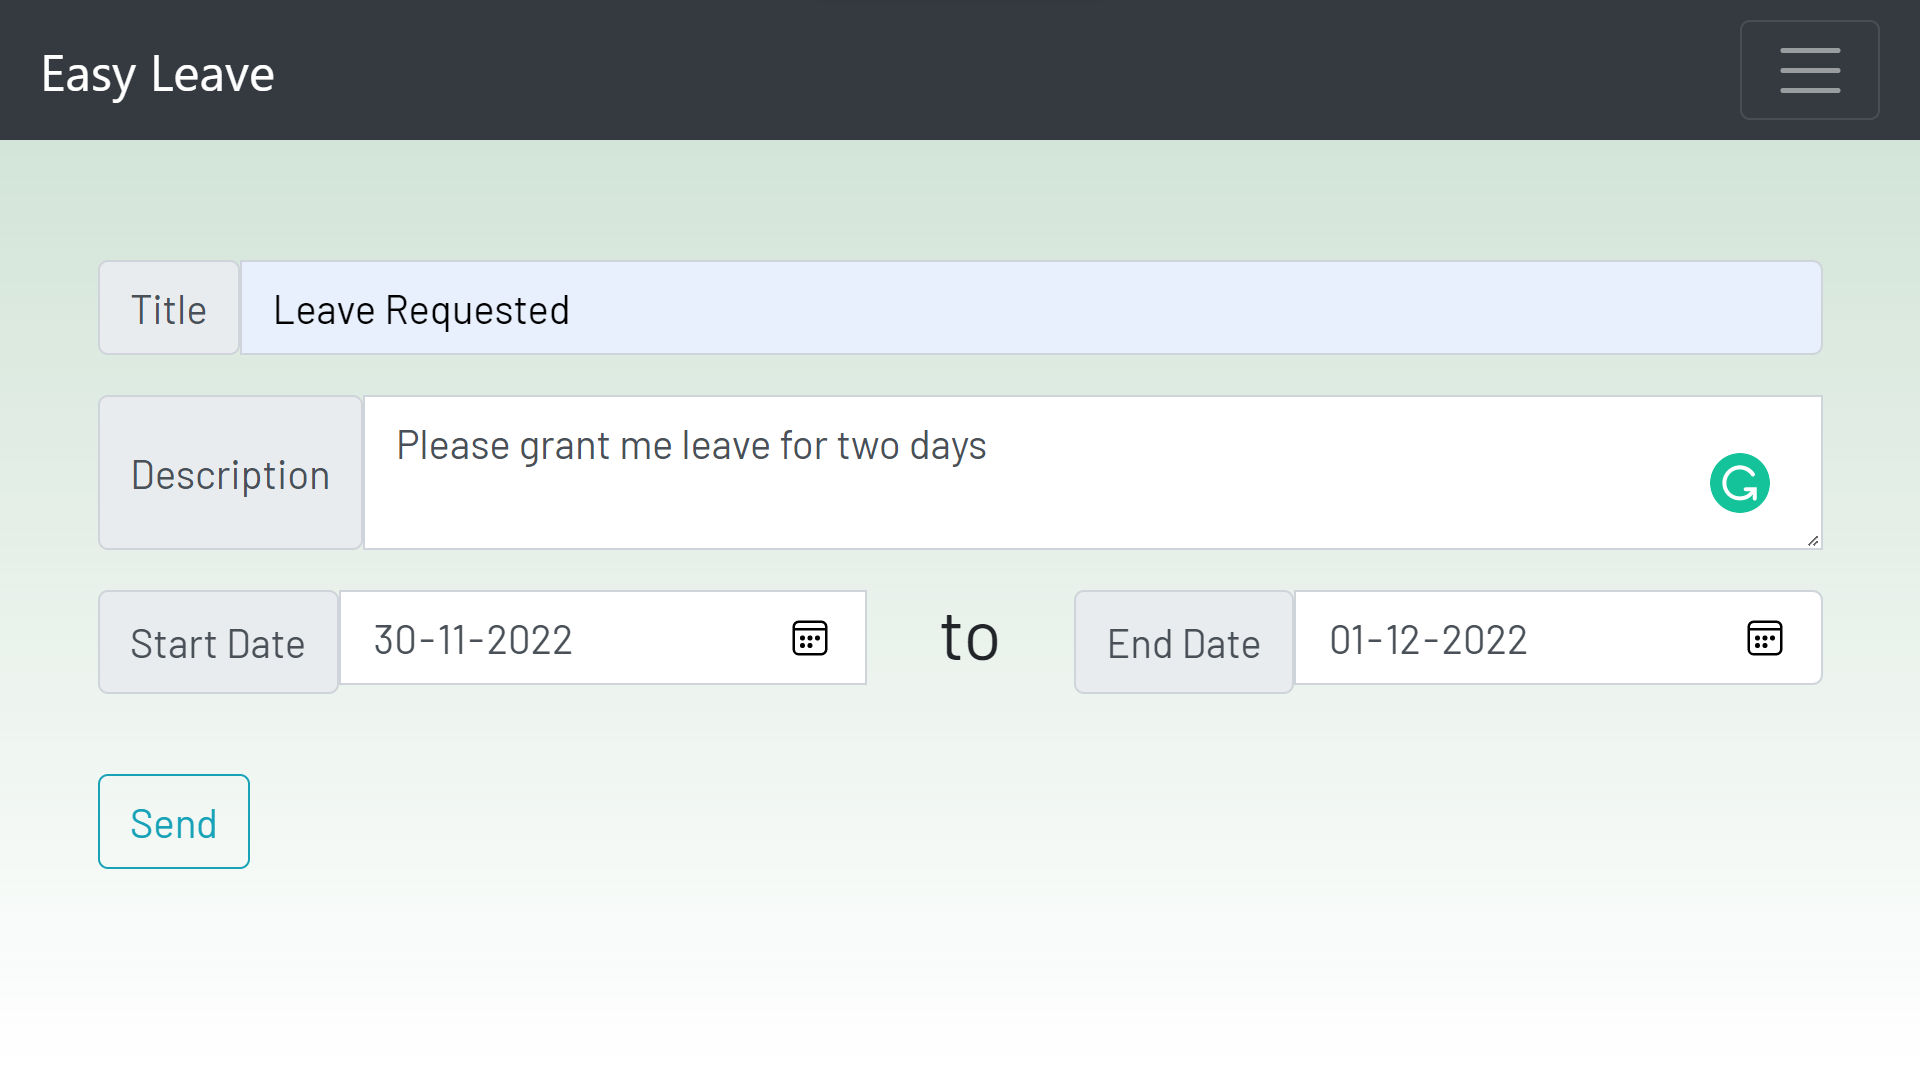 Easy Leave
Title Leave Requested
Description Please grant me leave for two days
Start Date 30-11-2022 to End Date 01-12-2022
Send